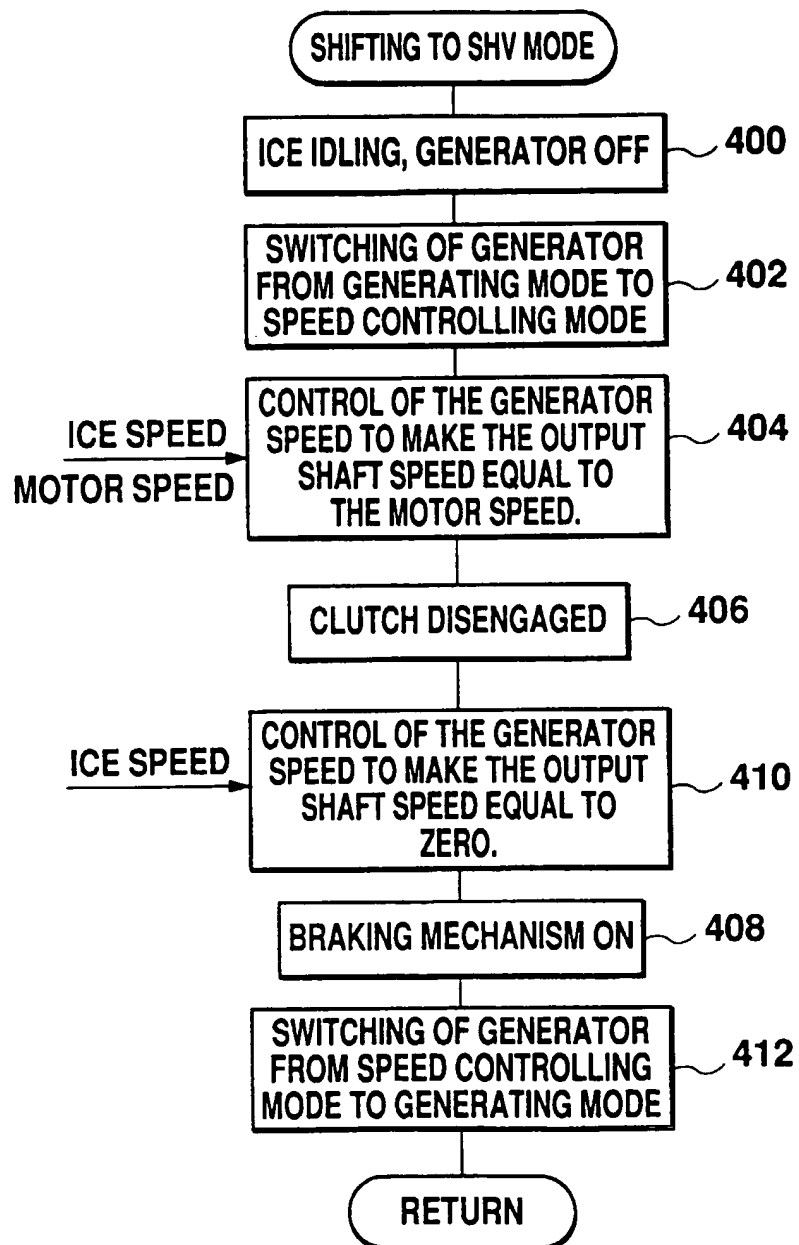 SHIFTING TO SHV MODE
ICE IDLING, GENERATOR OFF
400
SWITCHING OF GENERATOR
FROM GENERATING MODE TO
SPEED CONTROLLING MODE
402
ICE SPEED
MOTOR SPEED
CONTROL OF THE GENERATOR
SPEED TO MAKE THE OUTPUT
SHAFT SPEED EQUAL TO
THE MOTOR SPEED.
404
CLUTCH DISENGAGED
406
ICE SPEED
CONTROL OF THE GENERATOR
SPEED TO MAKE THE OUTPUT
SHAFT SPEED EQUAL TO
ZERO.
410
BRAKING MECHANISM ON
408
SWITCHING OF GENERATOR
FROM SPEED CONTROLLING
MODE TO GENERATING MODE
412
RETURN